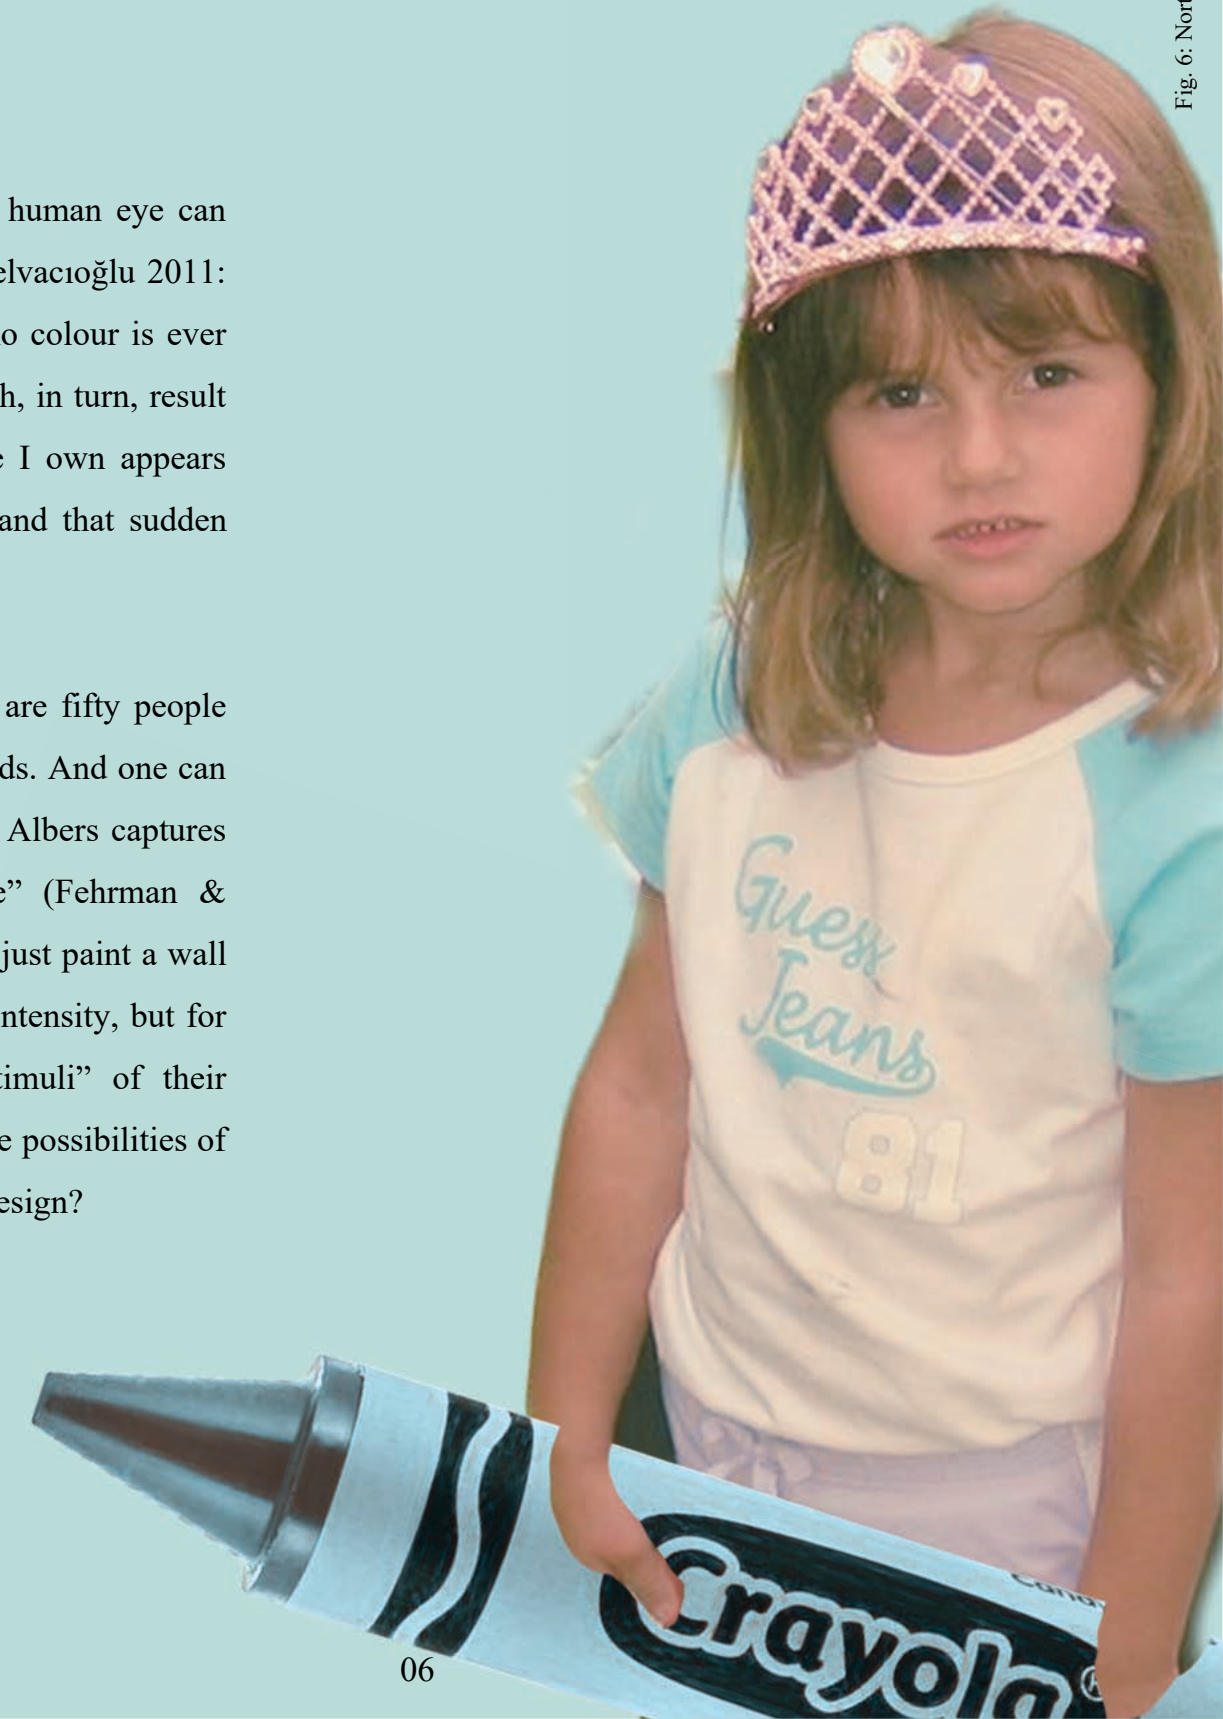 human eye can
elvacıoğlu 2011:
o colour is ever
h, in turn, result
e I own appears
and that sudden
are fifty people
ds. And one can
Albers captures
e” (Fehrman &
just paint a wall
ntensity, but for
timuli” of their
e possibilities of
esign?
Fig. 6: Nort
Guess
Jeans
81
Crayola®
06